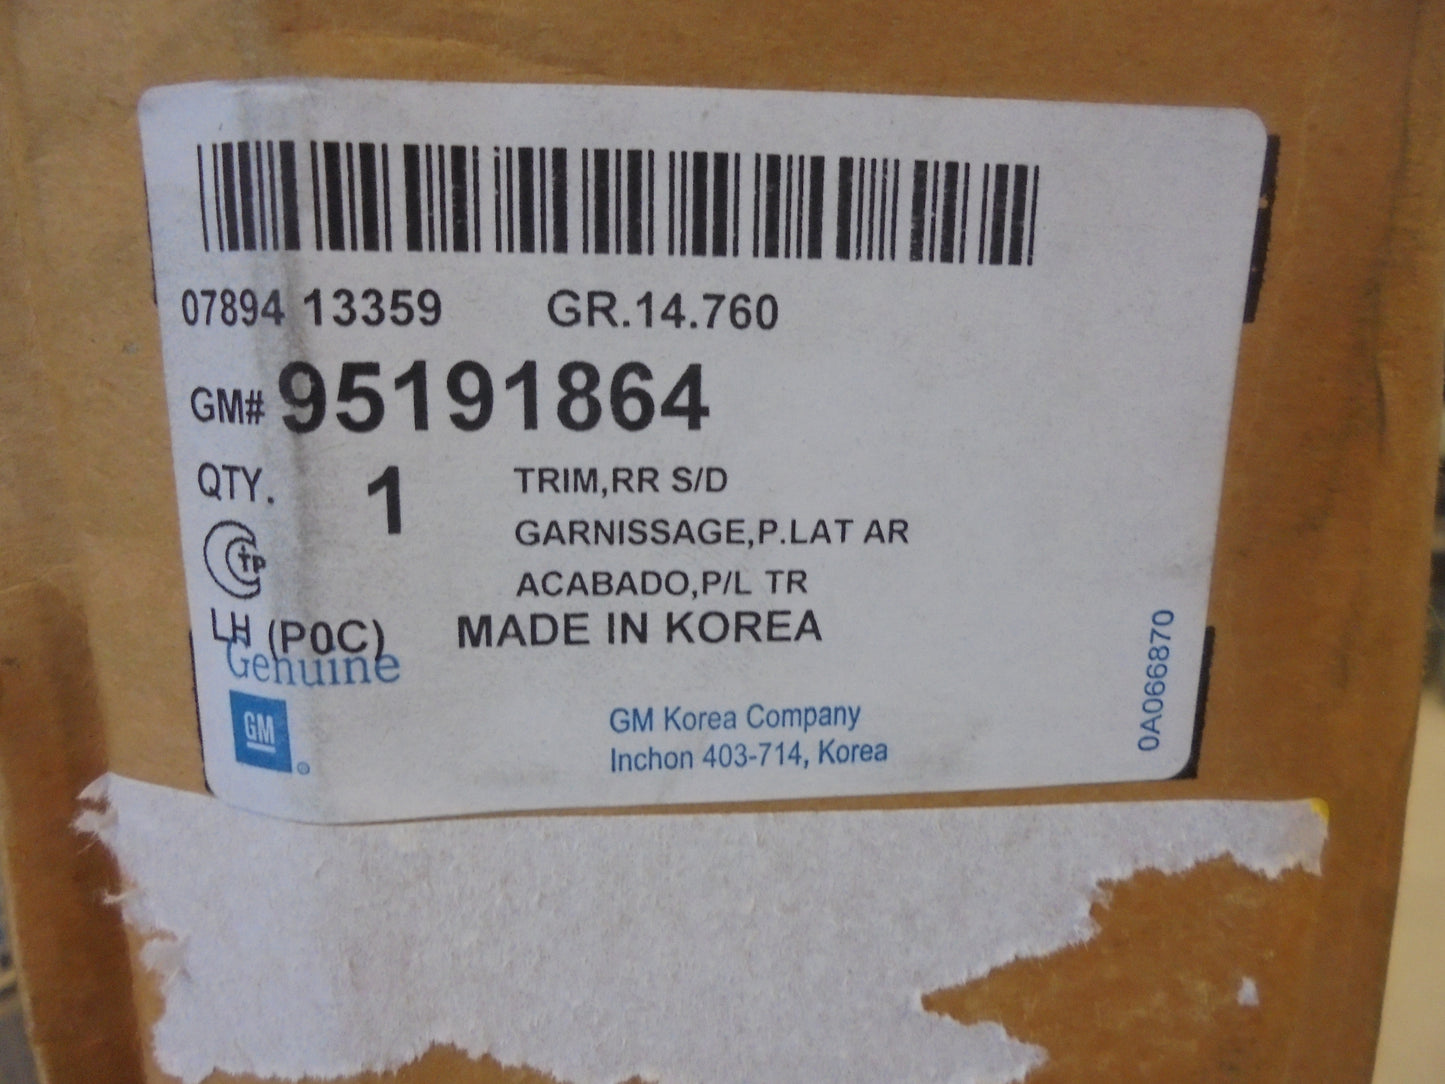 07894 13359 GR.14.760
GM# 95191864
QTY. 1 TRIM,RR S/D
GARNISSAGE,P.LAT AR
ACABADO,P/L TR
LH (P0C) MADE IN KOREA
Genuine
GM
GM Korea Company
Inchon 403-714, Korea
0A066870